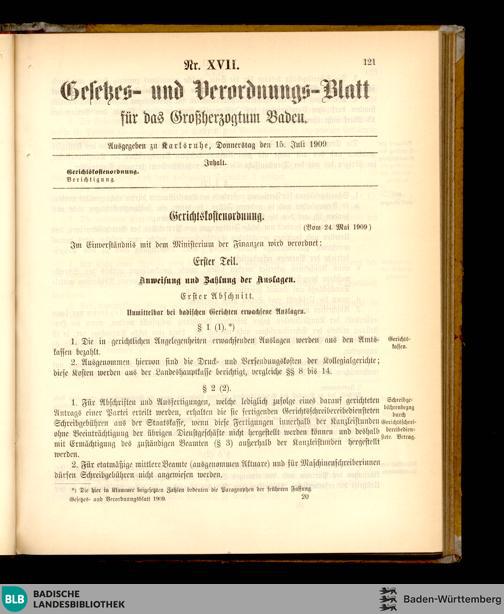 Nr. XVII.
121
Gesetzes- und Verordnungs-Blatt
für das Großherzogtum Baden.
Ausgegeben zu Karlsruhe, Donnerstag den 15. Juli 1909
Inhalt.
Gerichtskostenordnung.
Berichtigung
Gerichtskostenordnung.
(Vom 24. Mai 1909)
Im Einverständnis mit dem Ministerium der Finanzen wird verordnet:
Erster Teil.
Anweisung und Zahlung der Auslagen.
Erster Abschnitt.
Unmittelbar bei badischen Gerichten erwachsene Auslagen.
§ 1 (1).*)
1. Die in gerichtlichen Angelegenheiten erwachsenden Auslagen werden aus den Amts-
kassen bezahlt.
Gerichts-
kassen.
2. Ausgenommen hiervon sind die Druck- und Versendungskosten der Kollegialgerichte;
diese Kosten werden aus der Landeshauptkasse berichtigt, vergleiche §§ 8 bis 14.
§ 2 (2).
1. Für Abschriften und Ausfertigungen, welche lediglich zufolge eines darauf gerichteten
Antrags einer Partei erteilt werden, erhalten die sie fertigenden Gerichtsschreibereibediensteten
Schreibgebühren aus der Staatskasse, wenn diese Fertigungen innerhalb der Kanzleistunden
ohne Beeinträchtigung der übrigen Dienstgeschäfte nicht hergestellt werden können und deshalb
mit Ermächtigung des zuständigen Beamten (§ 3) außerhalb der Kanzleistunden hergestellt
werden.
Schreibge-
bührenbezug
durch
Gerichtsschrei-
bereibedien-
stete. Betrag.
2. Für etatmäßige mittlere Beamte (ausgenommen Aktuare) und für Maschinenschreiberinnen
dürfen Schreibgebühren nicht angewiesen werden.
*) Die hier in Klammer beigesetzten Zahlen bedeuten die Paragraphen der früheren Fassung
Gesetzes- und Verordnungsblatt 1909.
20
BLB BADISCHE
LANDESBIBLIOTHEK
Baden-Württemberg